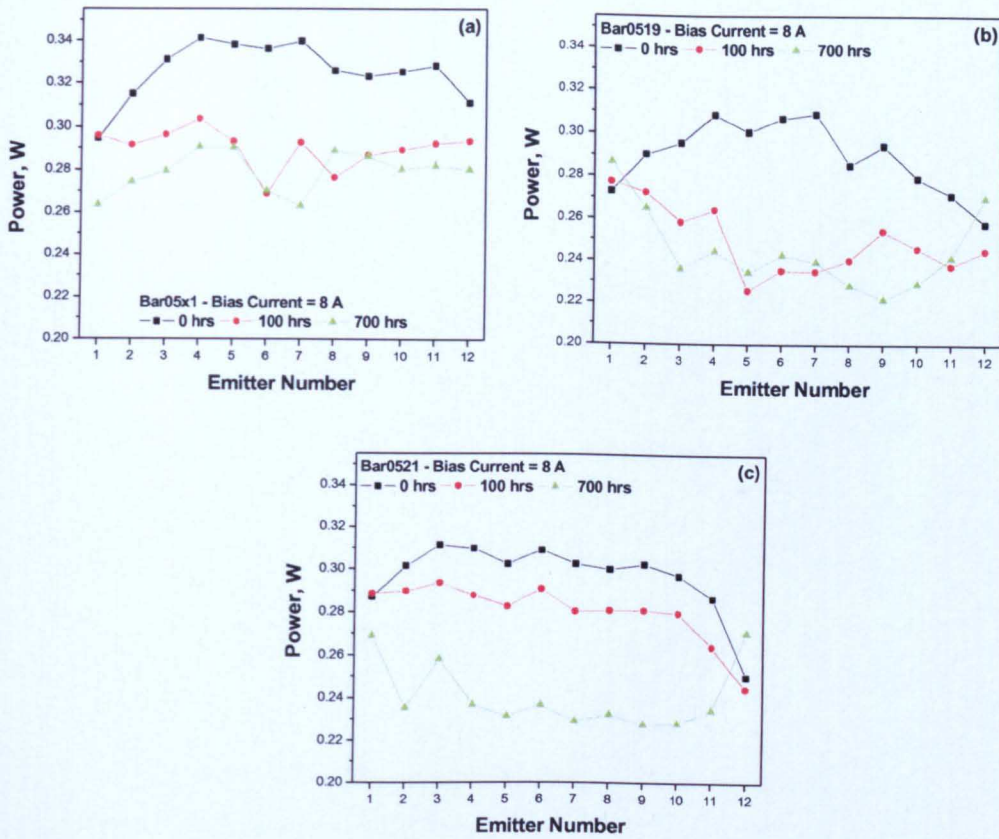 (a)
0.34
0.32
0.30
0.28
0.26
0.24
0.22
0.20
Power, W
Bar05x1 - Bias Current = 8 A
0 hrs 100 hrs 700 hrs
1 2 3 4 5 6 7 8 9 10 11 12
Emitter Number
Bar0519 - Bias Current = 8 A (b)
0 hrs 100 hrs 700 hrs
0.34
0.30
0.28
0.26
0.24
0.22
0.20
Power, W
1 2 3 4 5 6 7 8 9 10 11 12
Emitter Number
Bar0521 - Bias Current = 8 A (c)
0 hrs 100 hrs 700 hrs
0.34
0.32
0.30
0.28
0.26
0.24
0.22
0.20
Power, W
1 2 3 4 5 6 7 8 9 10 11 12
Emitter Number